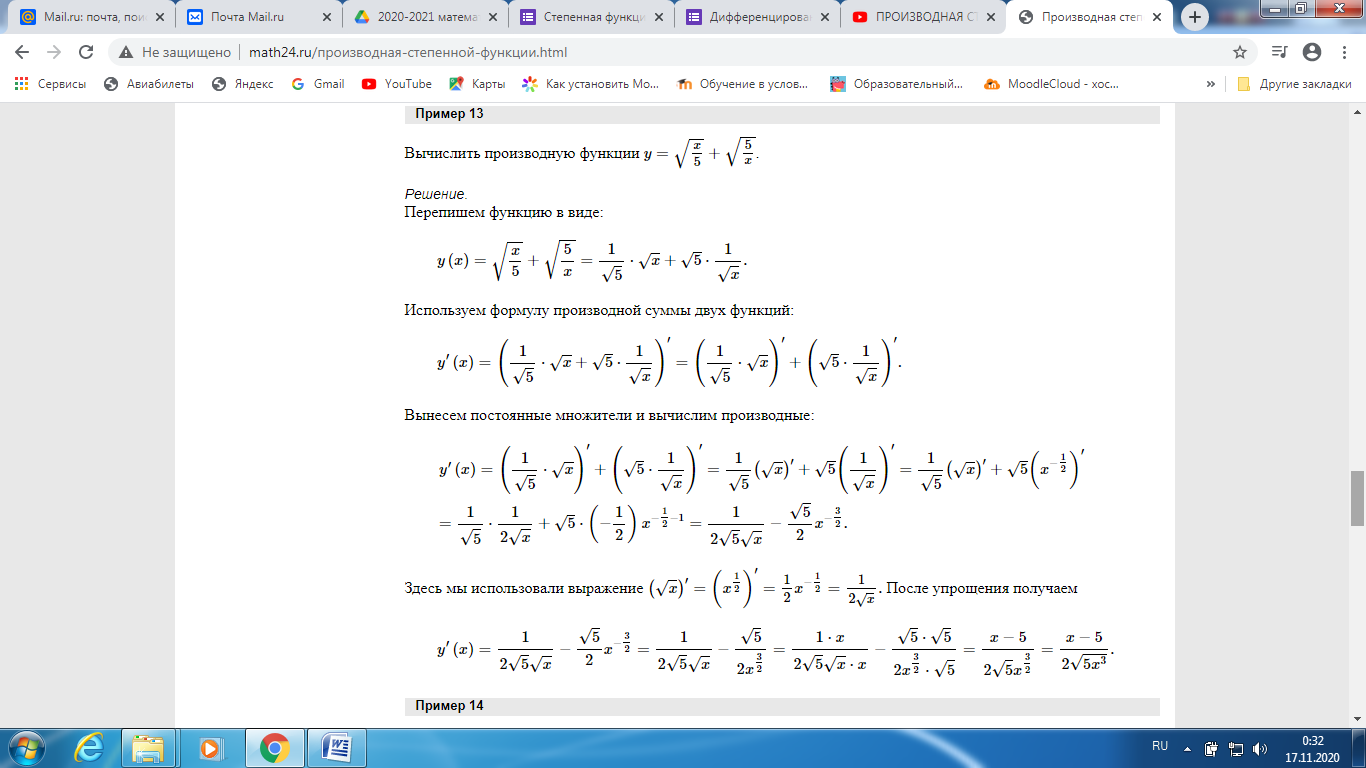 Mail.ru: почта, пои
Почта Mail.ru
2020-2021 математ
Степенная функци
Дифференцирова
ПРОИЗВОДНАЯ СТ
Производная степ
Не защищено | math24.ru/производная-степенной-функции.html
Сервисы Авиабилеты Яндекс Gmail YouTube Карты Как установить Мо... Обучение в услов... Образовательный... MoodleCloud - хос... » Другие закладки
Пример 13
Вычислить производную функции y = √(x/5) + √(5/x).
Решение.
Перепишем функцию в виде:
y (x) = √(x/5) + √(5/x) = 1/√5 · √x + √5 · 1/√x.
Используем формулу производной суммы двух функций:
y′ (x) = (1/√5 · √x + √5 · 1/√x)′ = (1/√5 · √x)′ + (√5 · 1/√x)′.
Вынесем постоянные множители и вычислим производные:
y′ (x) = (1/√5 · √x)′ + (√5 · 1/√x)′ = 1/√5 (√x)′ + √5 (1/√x)′ = 1/√5 (√x)′ + √5 (x^(−1/2))′
= 1/√5 · 1/(2√x) + √5 · (−1/2) x^(−1/2−1) = 1/(2√5√x) − √5/2 x^(−3/2).
Здесь мы использовали выражение (√x)′ = (x^(1/2))′ = 1/2 x^(−1/2) = 1/(2√x). После упрощения получаем
y′ (x) = 1/(2√5√x) − √5/2 x^(−3/2) = 1/(2√5√x) − √5/(2x^(3/2)) = (1 · x)/(2√5√x · x) − (√5 · √5)/(2x^(3/2) · √5) = (x − 5)/(2√5x^(3/2)) = (x − 5)/(2√(5x³)).
Пример 14
RU
0:32
17.11.2020